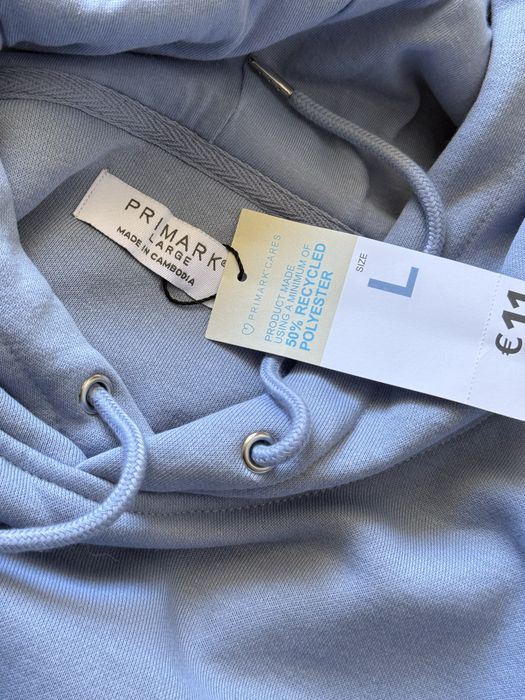 PRIMARK
LARGE
MADE IN CAMBODIA
PRIMARK CARES
PRODUCT MADE
USING A MINIMUM OF
50% RECYCLED
POLYESTER
SIZE
L
€11